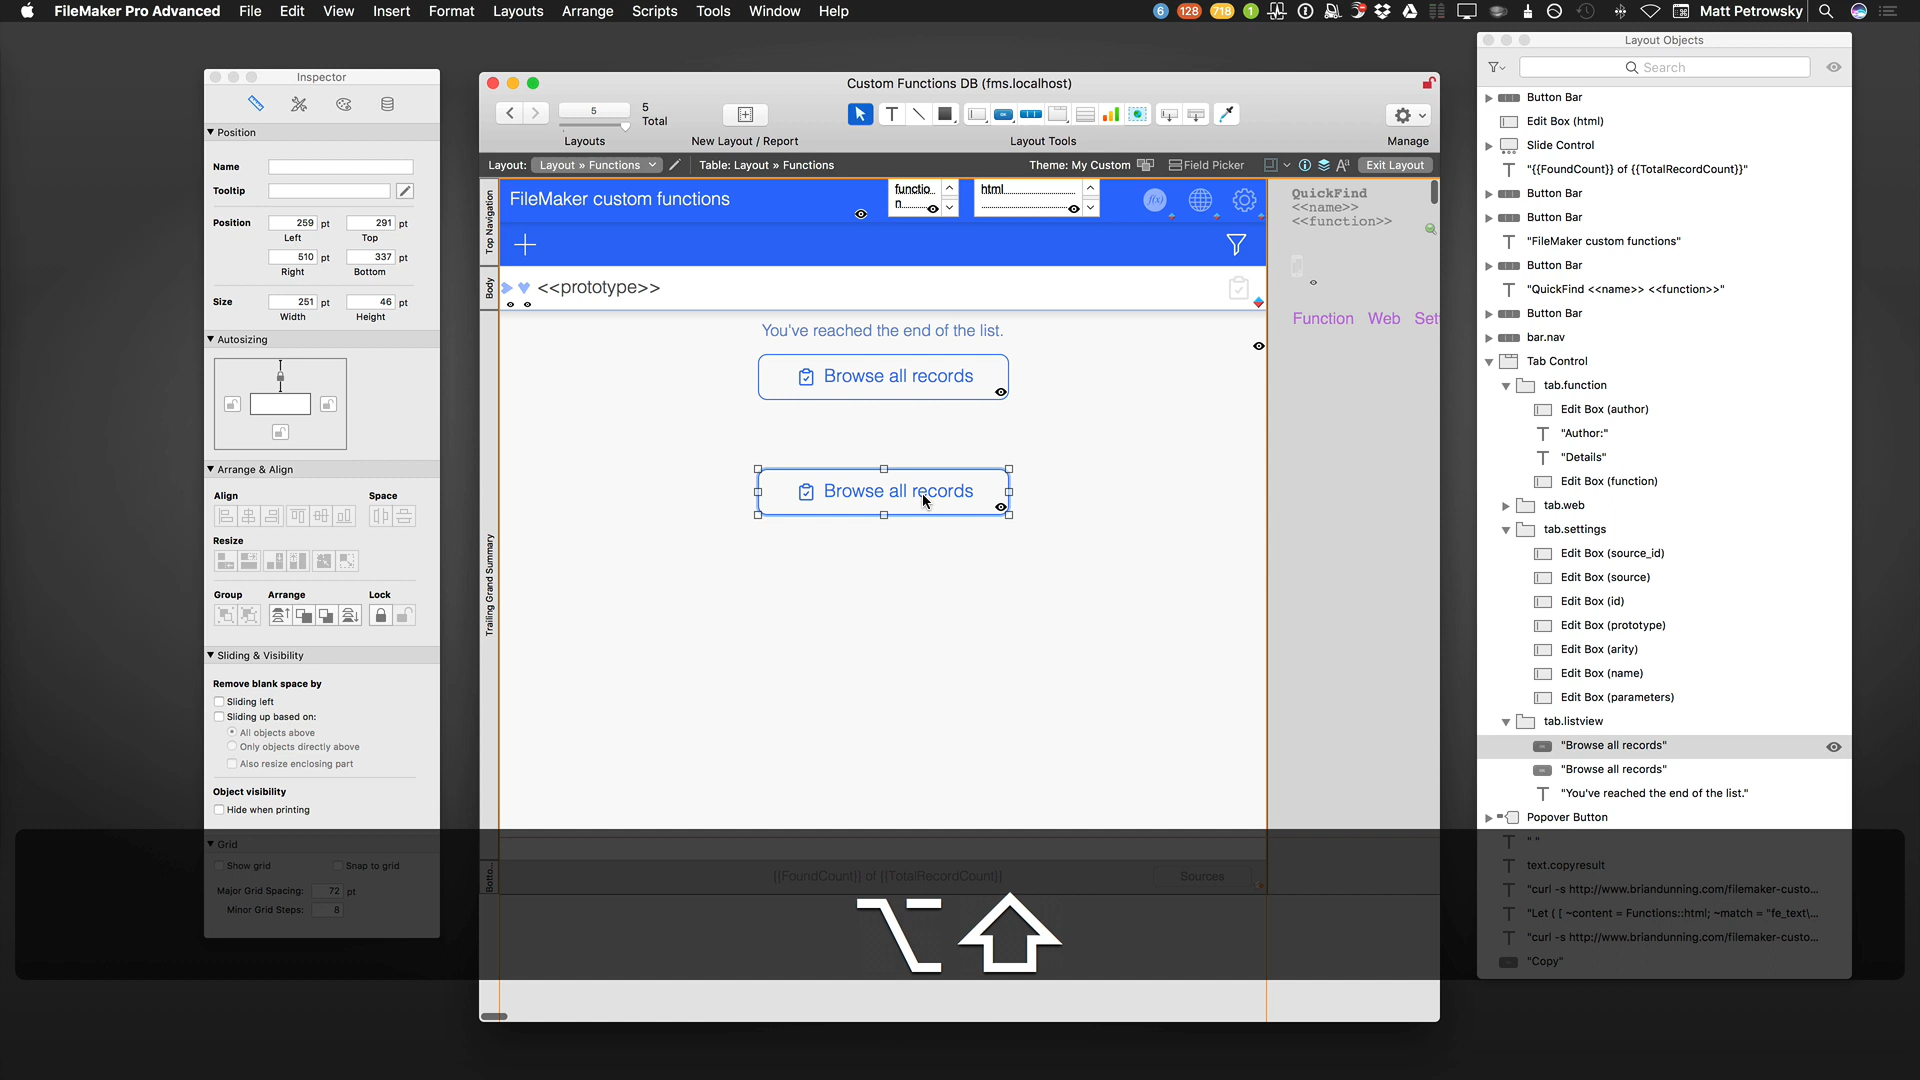 FileMaker Pro Advanced File Edit View Insert Format Layouts Arrange Scripts Tools Window Help
6 128 718 1 Matt Petrowsky
Inspector
Position
Name
Tooltip
Position 259 pt 291 pt
Left Top
510 pt 337 pt
Right Bottom
Size 251 pt 46 pt
Width Height
Autosizing
Arrange & Align
Align Space
Resize
Group Arrange Lock
Sliding & Visibility
Remove blank space by
Sliding left
Sliding up based on:
All objects above
Only objects directly above
Also resize enclosing part
Object visibility
Hide when printing
Grid
Show grid Snap to grid
Major Grid Spacing: 72 pt
Minor Grid Steps: 8
Custom Functions DB (fms.localhost)
5 5
Total
Layouts New Layout / Report Layout Tools Manage
Layout: Layout » Functions Table: Layout » Functions Theme: My Custom Field Picker Exit Layout
Top Navigation
FileMaker custom functions
functio
n
html
f(x)
QuickFind
<<name>>
<<function>>
Body
<<prototype>>
Function Web Sett
You've reached the end of the list.
Browse all records
Browse all records
Trailing Grand Summary
Botto...
{{FoundCount}} of {{TotalRecordCount}} Sources
Layout Objects
Search
Button Bar
Edit Box (html)
Slide Control
"{{FoundCount}} of {{TotalRecordCount}}"
Button Bar
Button Bar
"FileMaker custom functions"
Button Bar
"QuickFind <<name>> <<function>>"
Button Bar
bar.nav
Tab Control
tab.function
Edit Box (author)
"Author:"
"Details"
Edit Box (function)
tab.web
tab.settings
Edit Box (source_id)
Edit Box (source)
Edit Box (id)
Edit Box (prototype)
Edit Box (arity)
Edit Box (name)
Edit Box (parameters)
tab.listview
"Browse all records"
"Browse all records"
"You've reached the end of the list."
Popover Button
" "
text.copyresult
"curl -s http://www.briandunning.com/filemaker-custo...
"Let ( [ ~content = Functions::html; ~match = "fe_text\...
"curl -s http://www.briandunning.com/filemaker-custo...
"Copy"